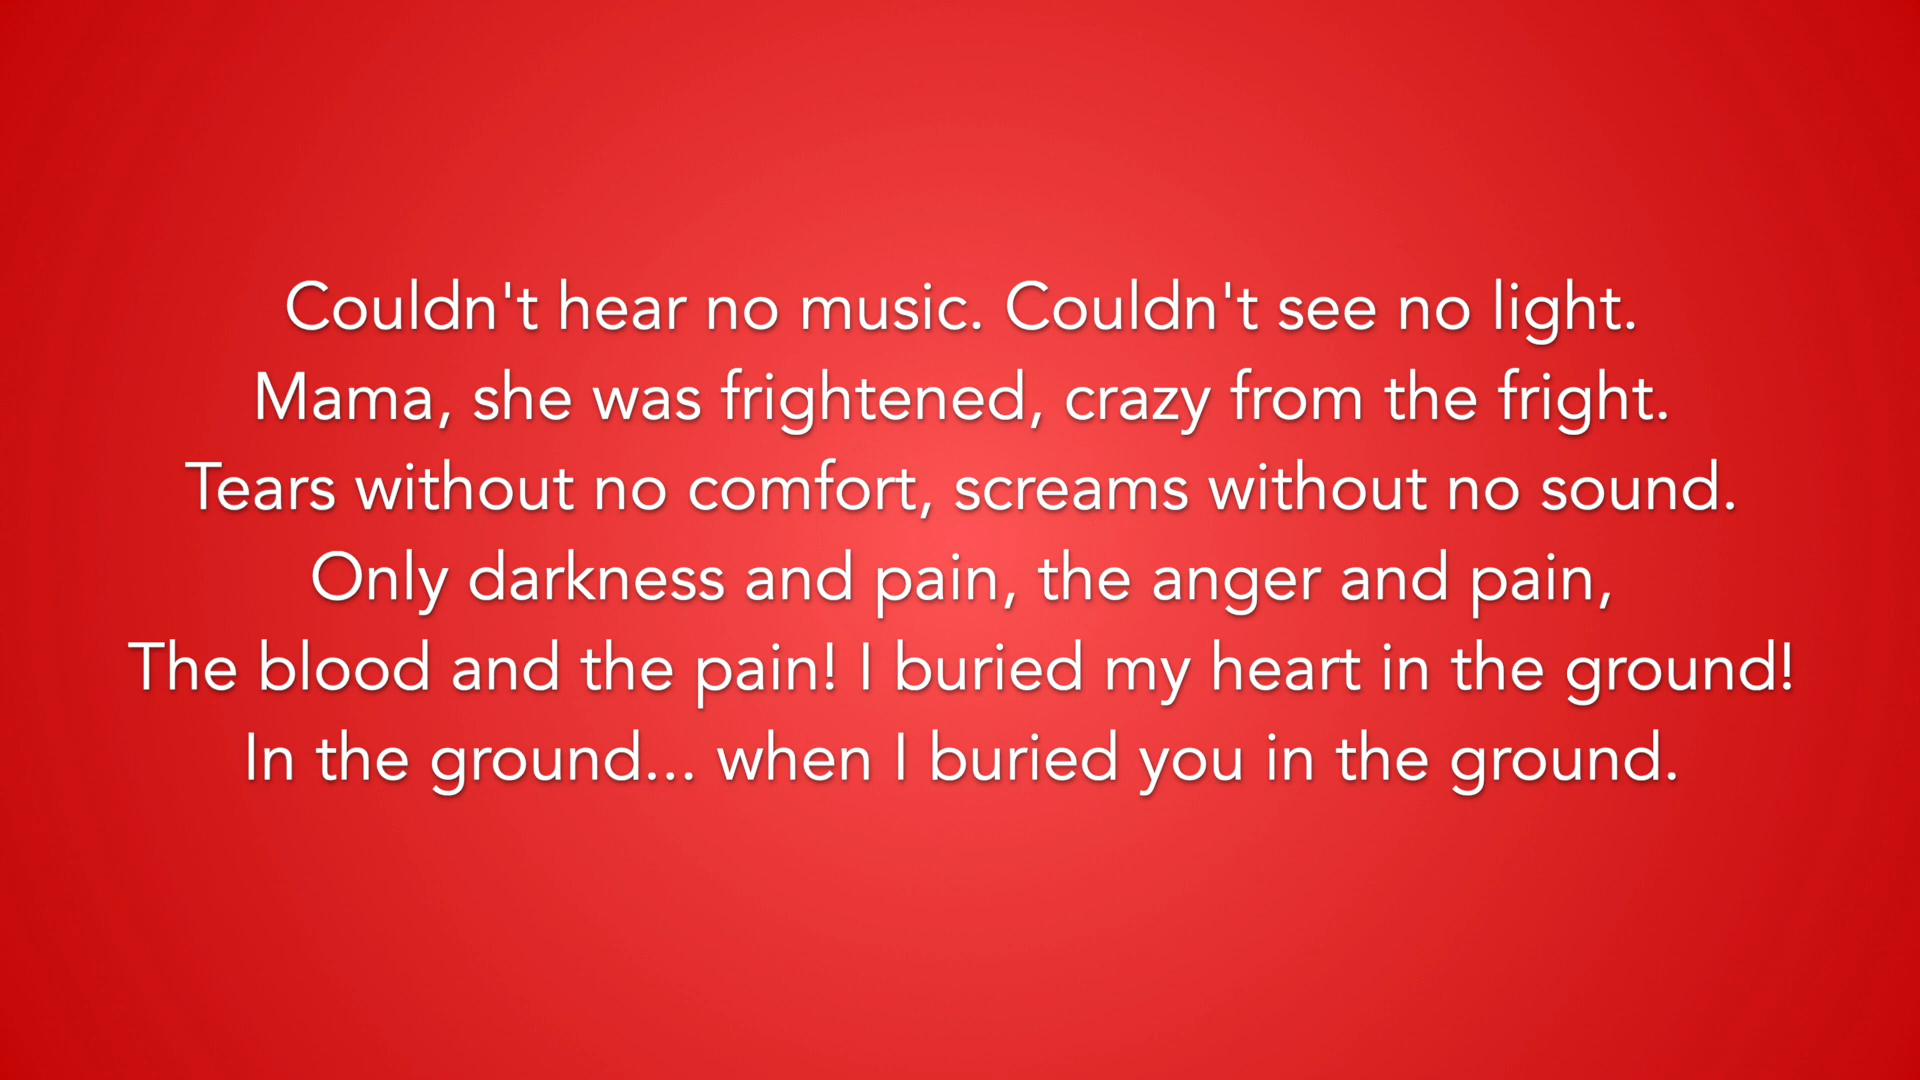 Couldn't hear no music. Couldn't see no light.
Mama, she was frightened, crazy from the fright.
Tears without no comfort, screams without no sound.
Only darkness and pain, the anger and pain,
The blood and the pain! I buried my heart in the ground!
In the ground... when I buried you in the ground.